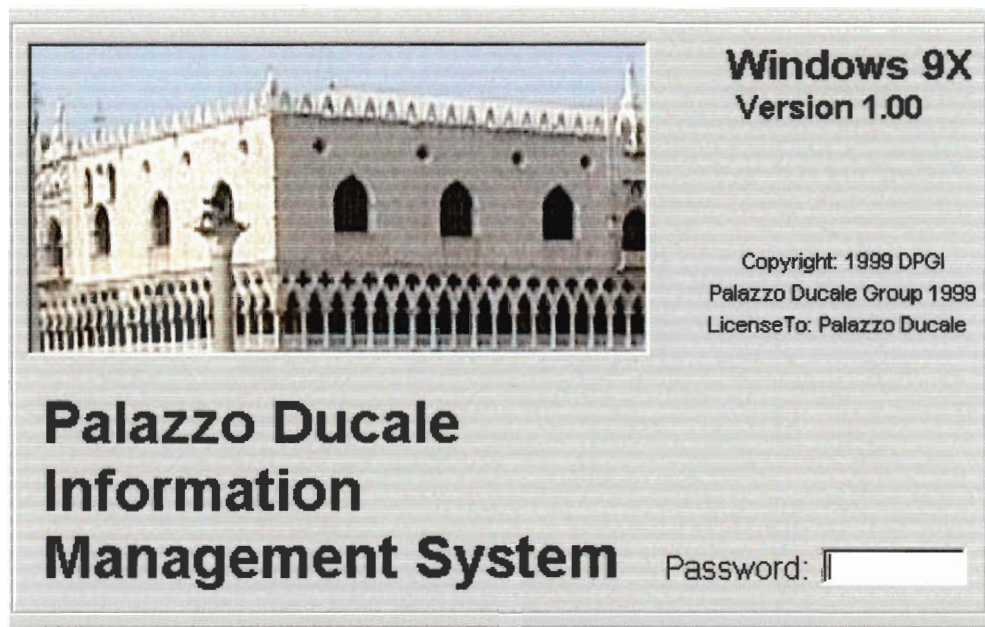 Windows 9X
Version 1.00
Copyright: 1999 DPGI
Palazzo Ducale Group 1999
LicenseTo: Palazzo Ducale
Palazzo Ducale
Information
Management System
Password: